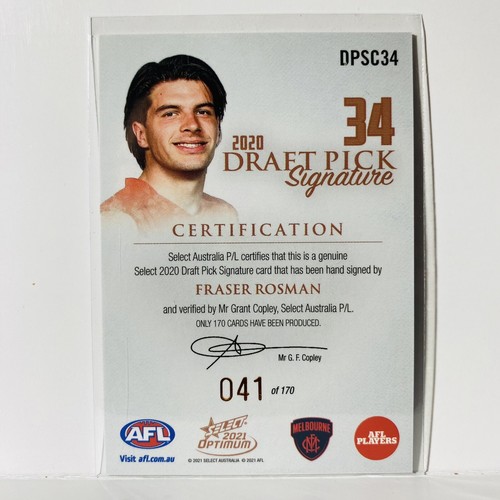 DPSC34
34
2020
DRAFT PICK
Signature
CERTIFICATION
Select Australia P/L certifies that this is a genuine
Select 2020 Draft Pick Signature card that has been hand signed by
FRASER ROSMAN
and verified by Mr Grant Copley, Select Australia P/L.
ONLY 170 CARDS HAVE BEEN PRODUCED.
Mr G. F. Copley
041 of 170
AFL
Visit afl.com.au
SELECT
2021
OPTIMUM
© 2021 SELECT AUSTRALIA © 2021 AFL
MELBOURNE
AFL
PLAYERS